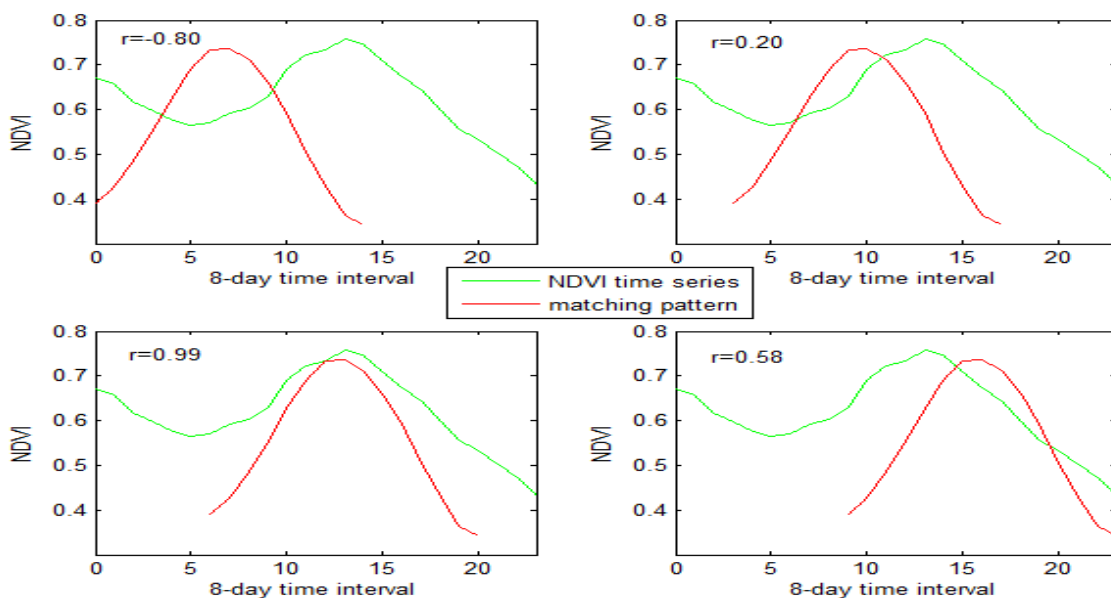 r=-0.80
0.8
0.7
0.6
0.5
0.4
NDVI
0 5 10 15 20
8-day time interval
r=0.20
0.8
0.7
0.6
0.5
0.4
NDVI
0 5 10 15 20
8-day time interval
NDVI time series
matching pattern
r=0.99
0.8
0.7
0.6
0.5
0.4
NDVI
0 5 10 15 20
8-day time interval
r=0.58
0.8
0.7
0.6
0.5
0.4
NDVI
0 5 10 15 20
8-day time interval